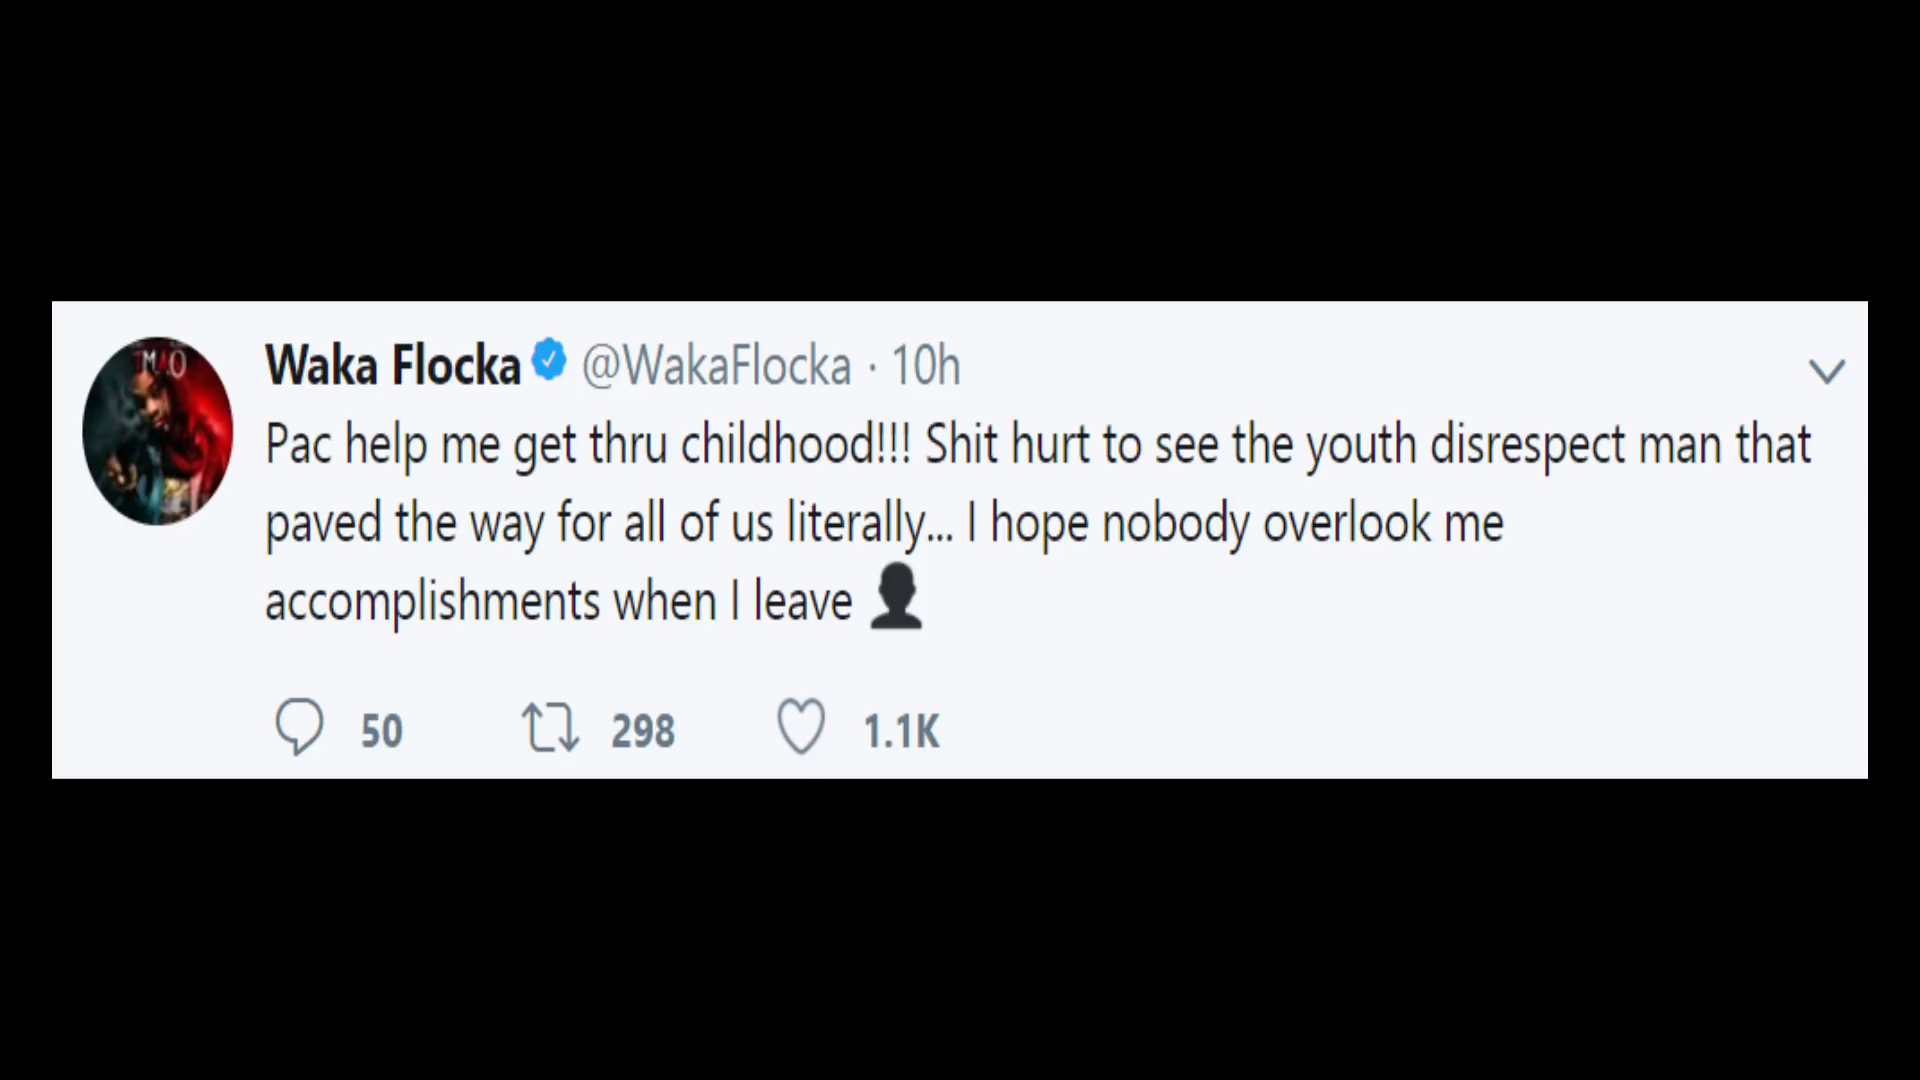 Waka Flocka @WakaFlocka · 10h
Pac help me get thru childhood!!! Shit hurt to see the youth disrespect man that
paved the way for all of us literally... I hope nobody overlook me
accomplishments when I leave 👤
50 298 1.1K